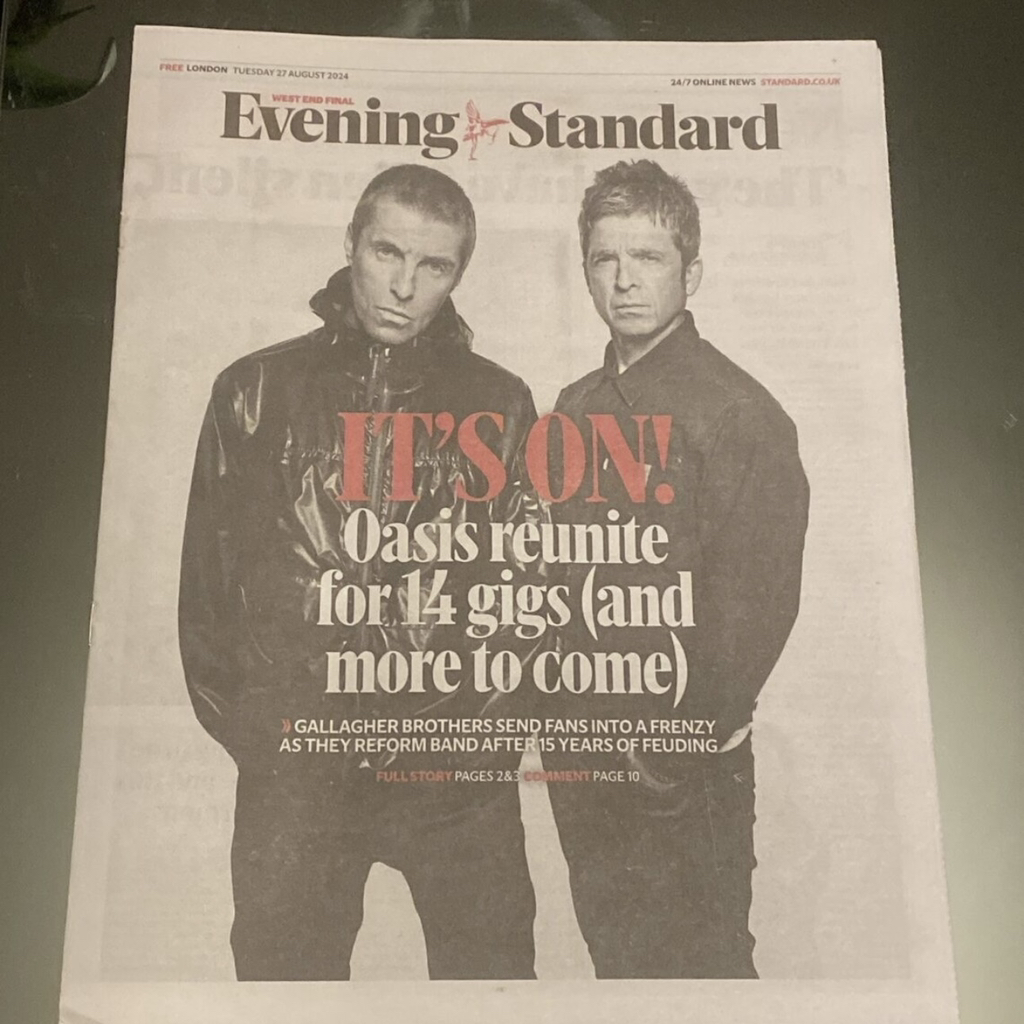 FREE LONDON TUESDAY 27 AUGUST 2024
24/7 ONLINE NEWS STANDARD.CO.UK
WEST END FINAL
Evening Standard
IT'S ON!
Oasis reunite
for 14 gigs (and
more to come)
» GALLAGHER BROTHERS SEND FANS INTO A FRENZY
AS THEY REFORM BAND AFTER 15 YEARS OF FEUDING
FULL STORY PAGES 2&3 COMMENT PAGE 10